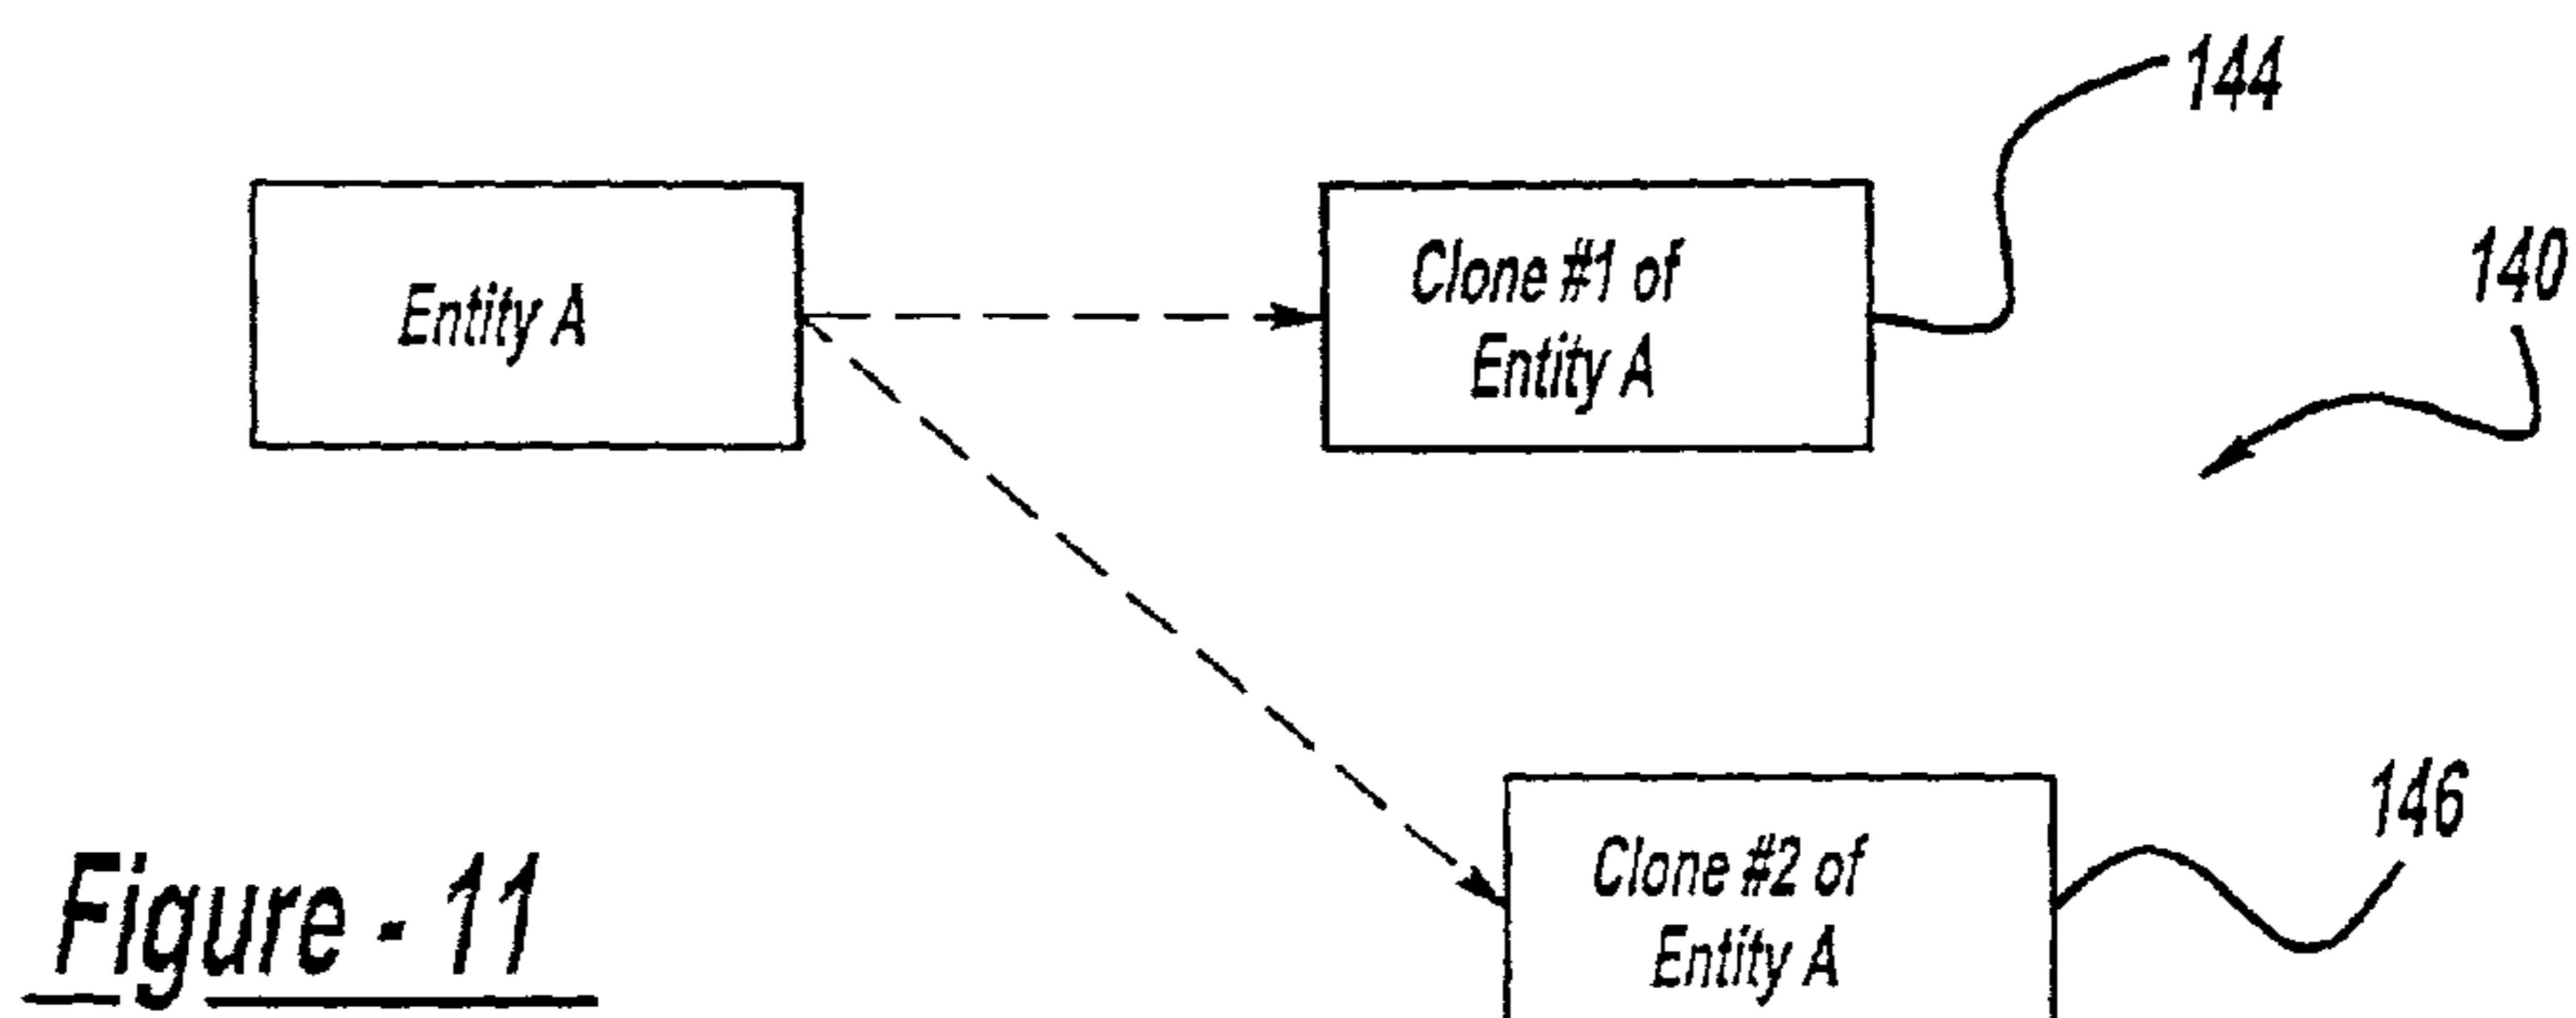 144
140
Entity A
Clone #1 of
Entity A
146
Clone #2 of
Entity A
Figure - 11